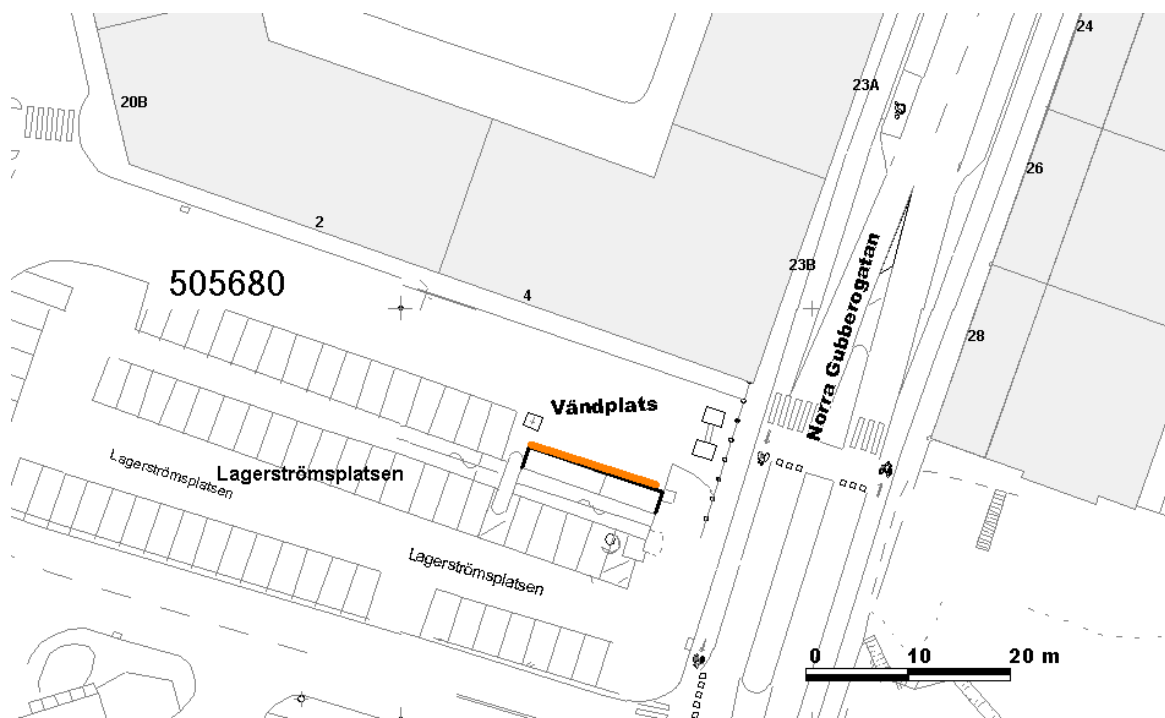 24
23A
20B
26
2
23B
505680
4
28
Norra Gubberogatan
Vändplats
Lagerströmsplatsen
Lagerströmsplatsen
Lagerströmsplatsen
0 10 20 m